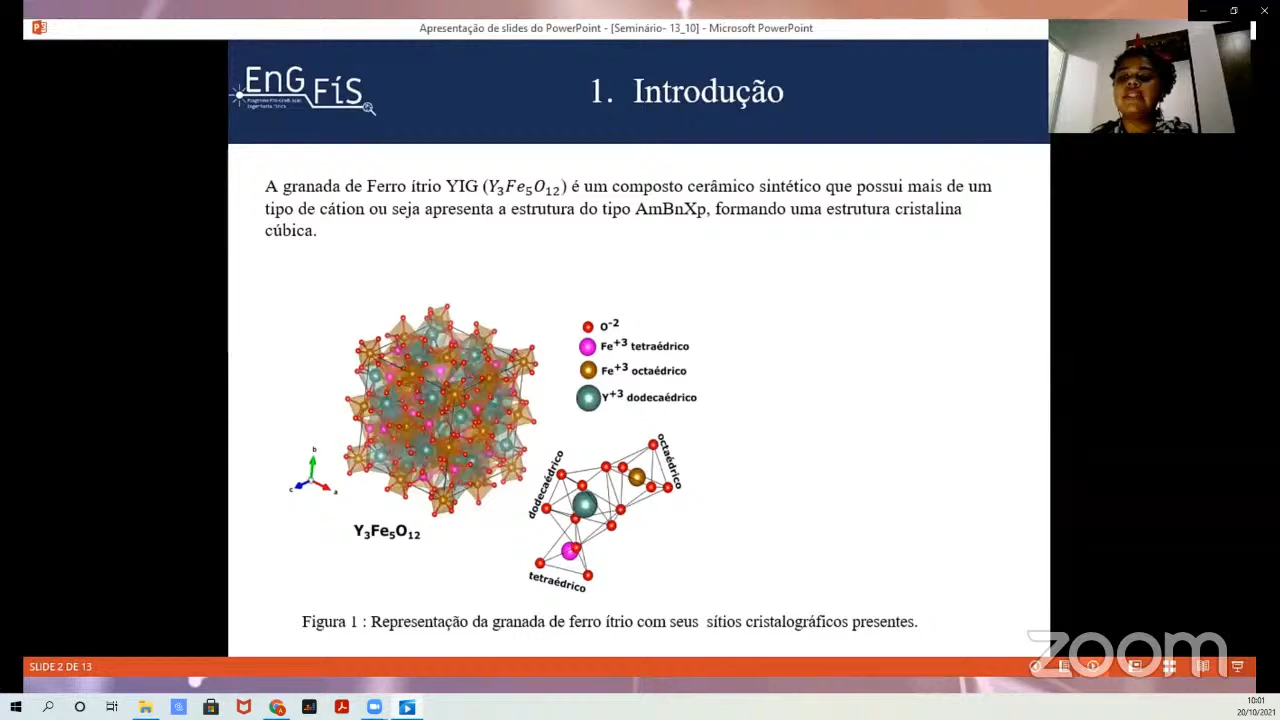 Apresentação de slides do PowerPoint - [Seminário- 13_10] - Microsoft PowerPoint
EnG
FíS
1. Introdução
A granada de Ferro ítrio YIG (Y₃Fe₅O₁₂) é um composto cerâmico sintético que possui mais de um
tipo de cátion ou seja apresenta a estrutura do tipo AmBnXp, formando uma estrutura cristalina
cúbica.
O⁻²
Fe⁺³ tetraédrico
Fe⁺³ octaédrico
Y⁺³ dodecaédrico
b
c
a
Y₃Fe₅O₁₂
dodecaédrico
octaédrico
tetraédrico
Figura 1 : Representação da granada de ferro ítrio com seus sítios cristalográficos presentes.
zoom
SLIDE 2 DE 13
10:01
20/10/2021